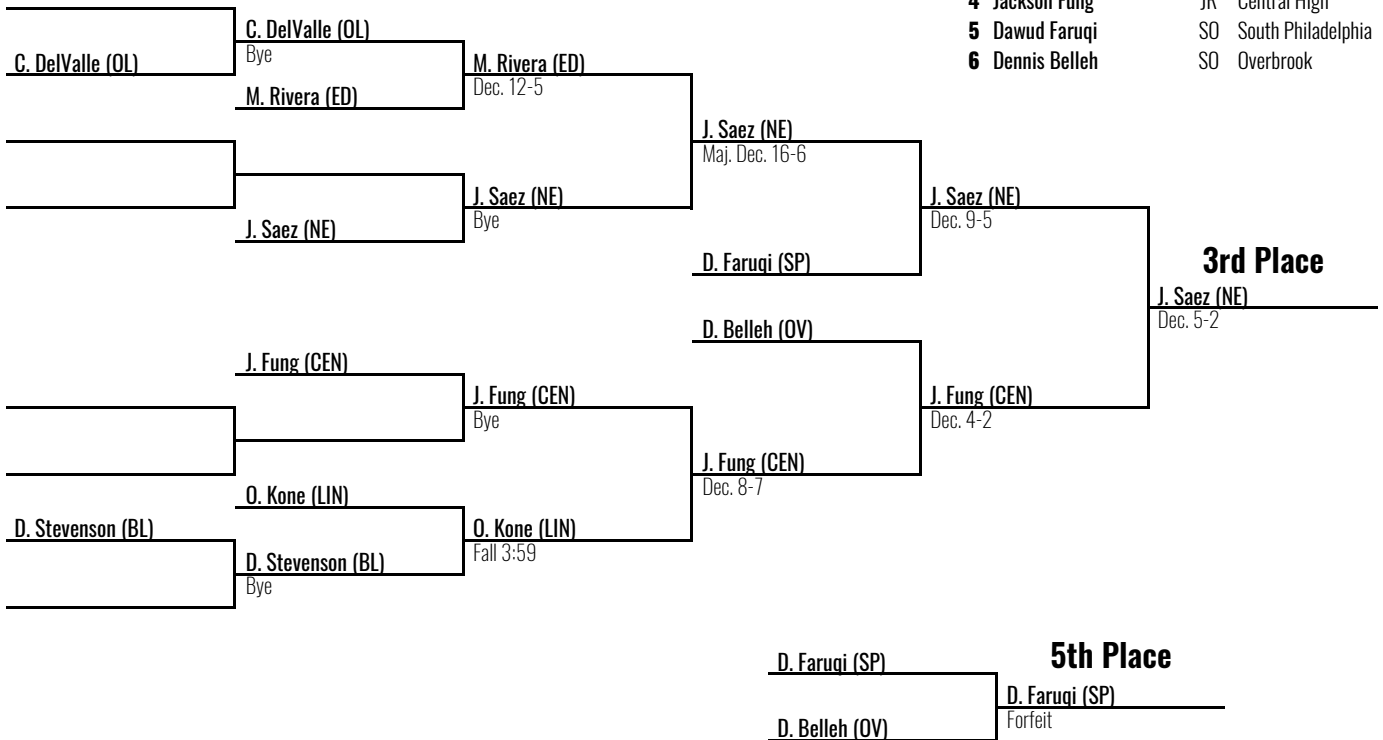 4 Jackson Fung JR Central High
5 Dawud Faruqi SO South Philadelphia
6 Dennis Belleh SO Overbrook
C. DelValle (OL)
C. DelValle (OL)
Bye
M. Rivera (ED)
M. Rivera (ED)
Dec. 12-5
J. Saez (NE)
J. Saez (NE)
Bye
J. Saez (NE)
Maj. Dec. 16-6
D. Faruqi (SP)
J. Saez (NE)
Dec. 9-5
3rd Place
J. Saez (NE)
Dec. 5-2
D. Belleh (OV)
J. Fung (CEN)
J. Fung (CEN)
Bye
J. Fung (CEN)
Dec. 4-2
J. Fung (CEN)
Dec. 8-7
O. Kone (LIN)
D. Stevenson (BL)
O. Kone (LIN)
Fall 3:59
D. Stevenson (BL)
Bye
5th Place
D. Faruqi (SP)
D. Faruqi (SP)
Forfeit
D. Belleh (OV)